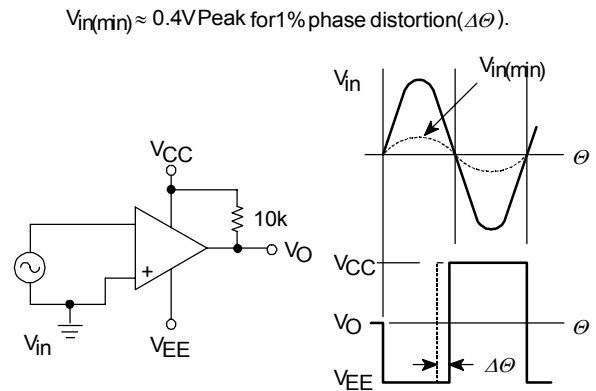 Vin(min) ≈ 0.4V Peak for 1% phase distortion(ΔΘ).
Vin
Vin(min)
Θ
VCC
10k
VO
+
VEE
Vin
VCC
VO
Θ
VEE
ΔΘ